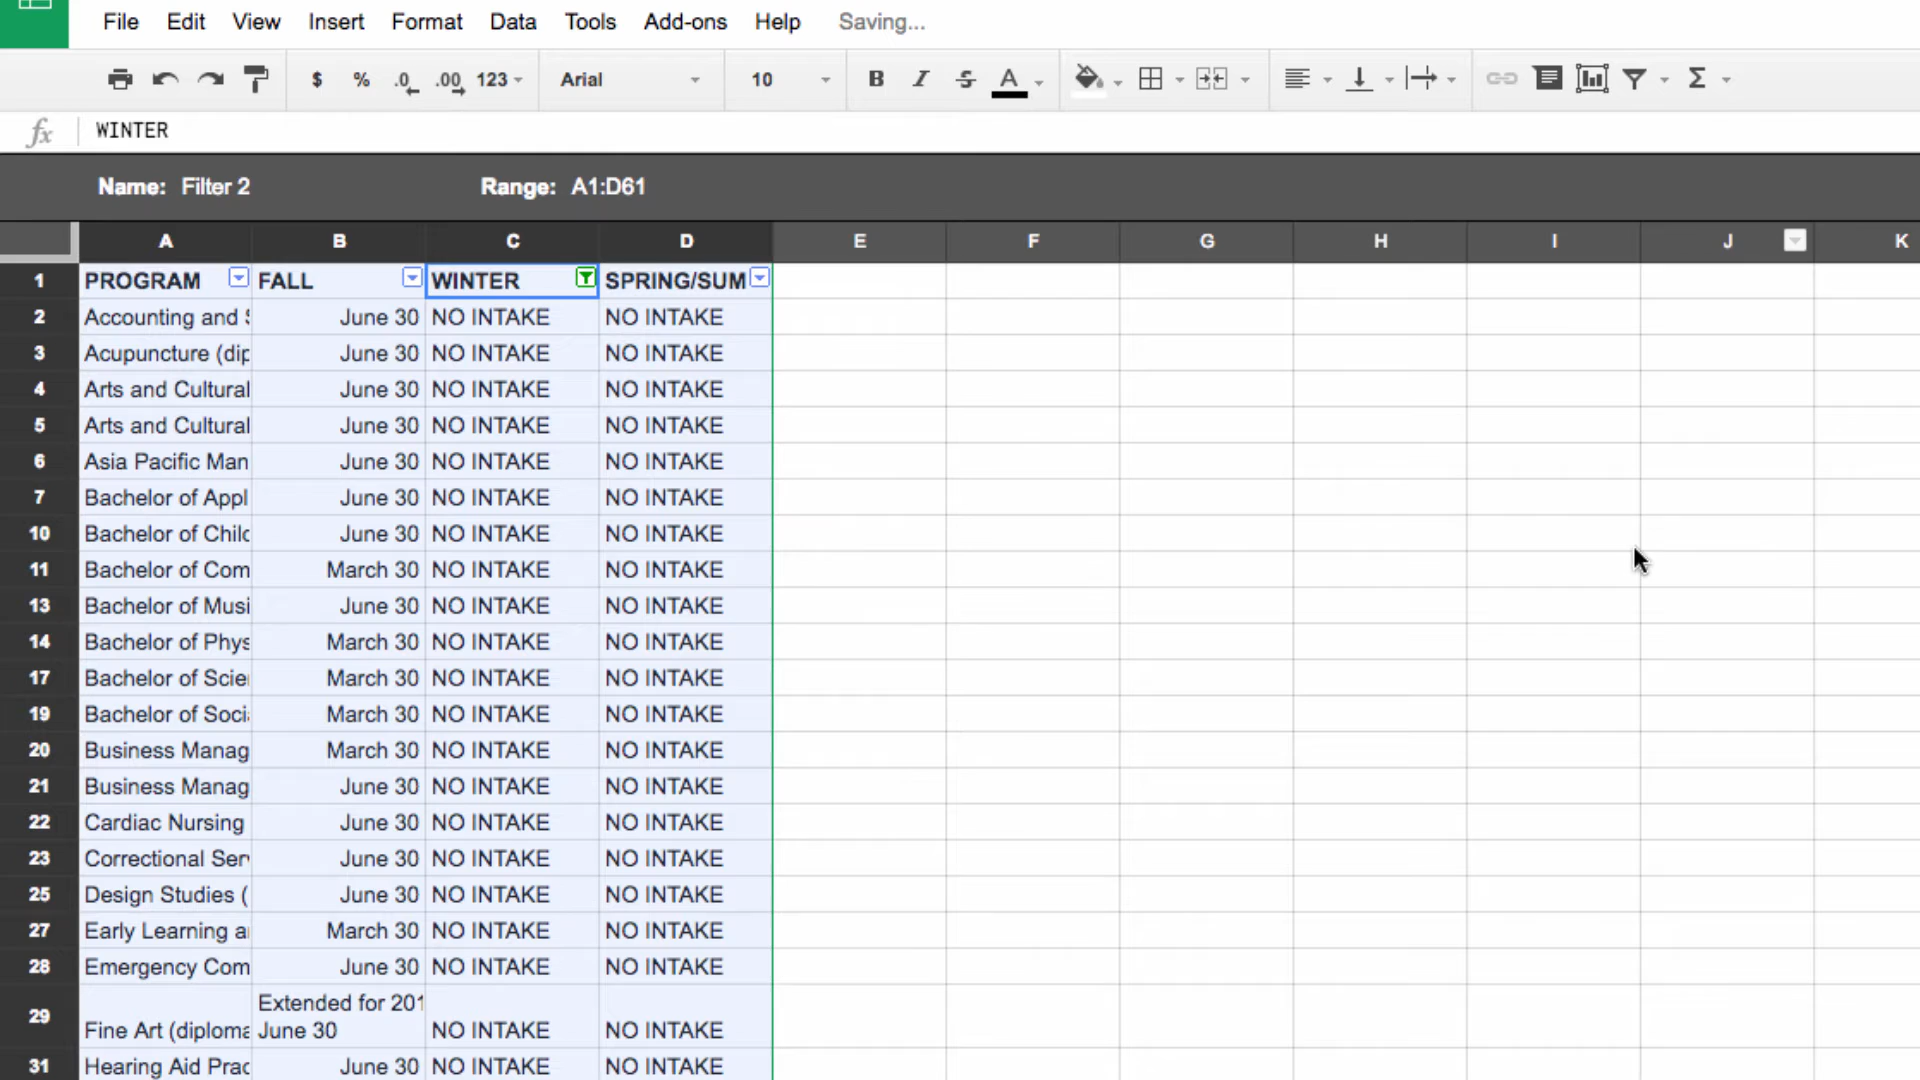 File Edit View Insert Format Data Tools Add-ons Help Saving...
$ % .0 .00 123 Arial 10 B I S A Σ
fx WINTER
Name: Filter 2 Range: A1:D61
A B C D E F G H I J K
1 PROGRAM FALL WINTER SPRING/SUM
2 Accounting and S June 30 NO INTAKE NO INTAKE
3 Acupuncture (dip June 30 NO INTAKE NO INTAKE
4 Arts and Cultural June 30 NO INTAKE NO INTAKE
5 Arts and Cultural June 30 NO INTAKE NO INTAKE
6 Asia Pacific Man June 30 NO INTAKE NO INTAKE
7 Bachelor of Appl June 30 NO INTAKE NO INTAKE
10 Bachelor of Chilc June 30 NO INTAKE NO INTAKE
11 Bachelor of Com March 30 NO INTAKE NO INTAKE
13 Bachelor of Musi June 30 NO INTAKE NO INTAKE
14 Bachelor of Phys March 30 NO INTAKE NO INTAKE
17 Bachelor of Scie March 30 NO INTAKE NO INTAKE
19 Bachelor of Soci March 30 NO INTAKE NO INTAKE
20 Business Manag March 30 NO INTAKE NO INTAKE
21 Business Manag June 30 NO INTAKE NO INTAKE
22 Cardiac Nursing June 30 NO INTAKE NO INTAKE
23 Correctional Ser June 30 NO INTAKE NO INTAKE
25 Design Studies ( June 30 NO INTAKE NO INTAKE
27 Early Learning a March 30 NO INTAKE NO INTAKE
28 Emergency Com June 30 NO INTAKE NO INTAKE
Extended for 201
29 Fine Art (diploma June 30 NO INTAKE NO INTAKE
31 Hearing Aid Prac June 30 NO INTAKE NO INTAKE